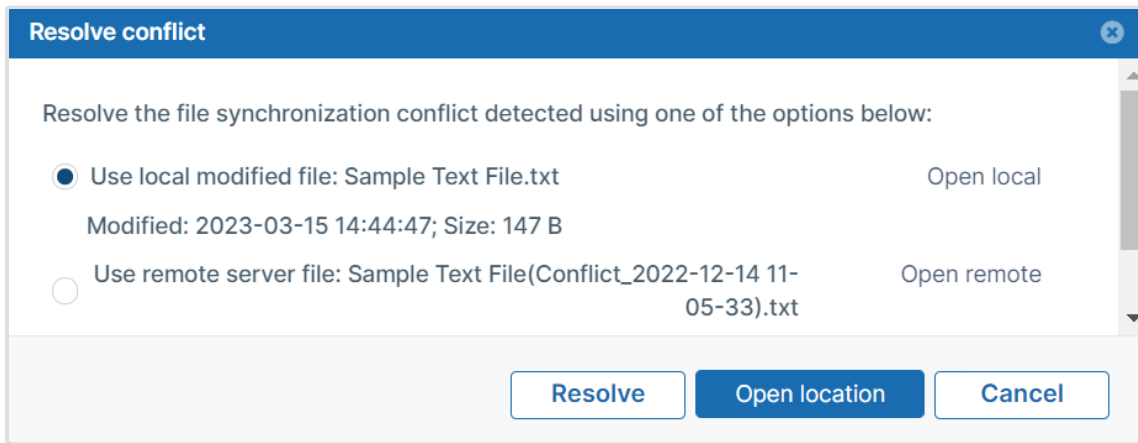 Resolve conflict
Resolve the file synchronization conflict detected using one of the options below:
Use local modified file: Sample Text File.txt
Open local
Modified: 2023-03-15 14:44:47; Size: 147 B
Use remote server file: Sample Text File(Conflict_2022-12-14 11-
05-33).txt
Open remote
Resolve
Open location
Cancel